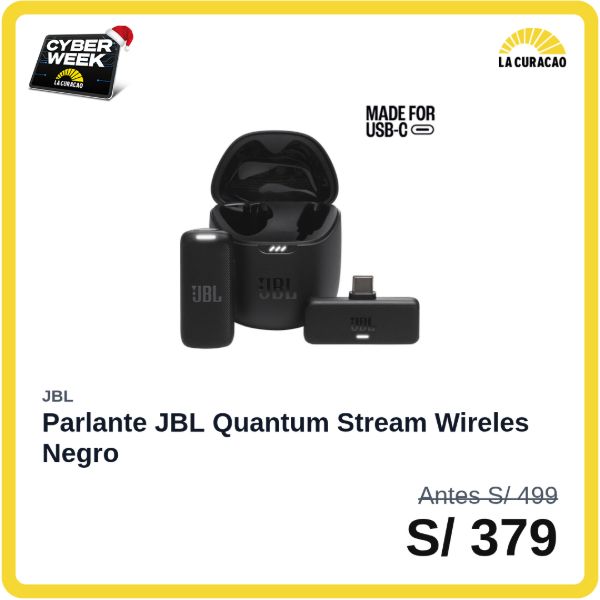 CYBER
WEEK
LA CURACAO
LA CURACAO
MADE FOR
USB-C
JBL
JBL
JBL
JBL
Parlante JBL Quantum Stream Wireles
Negro
Antes S/ 499
S/ 379